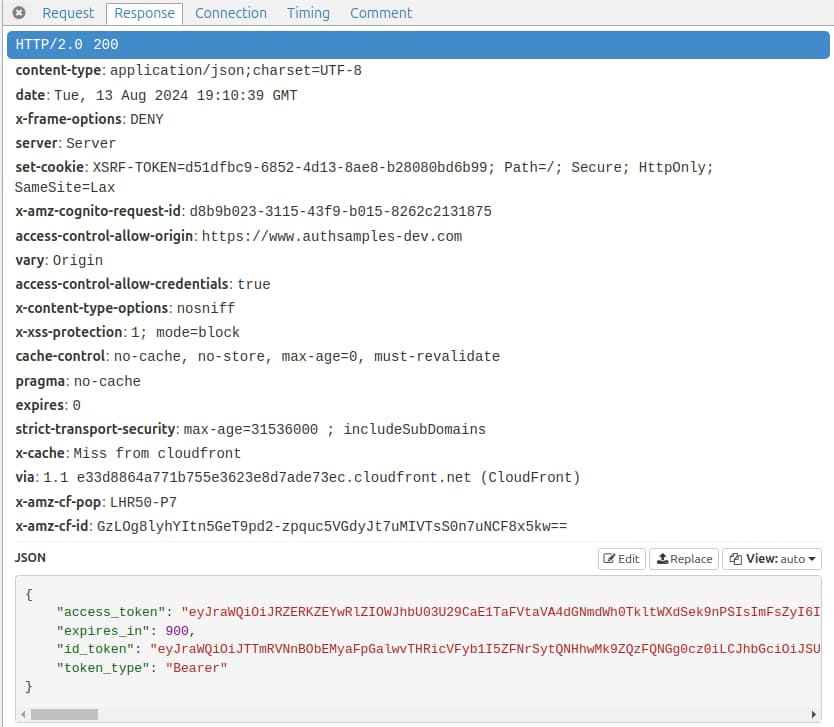 Request Response Connection Timing Comment
HTTP/2.0 200
content-type: application/json;charset=UTF-8
date: Tue, 13 Aug 2024 19:10:39 GMT
x-frame-options: DENY
server: Server
set-cookie: XSRF-TOKEN=d51dfbc9-6852-4d13-8ae8-b28080bd6b99; Path=/; Secure; HttpOnly;
SameSite=Lax
x-amz-cognito-request-id: d8b9b023-3115-43f9-b015-8262c2131875
access-control-allow-origin: https://www.authsamples-dev.com
vary: Origin
access-control-allow-credentials: true
x-content-type-options: nosniff
x-xss-protection: 1; mode=block
cache-control: no-cache, no-store, max-age=0, must-revalidate
pragma: no-cache
expires: 0
strict-transport-security: max-age=31536000 ; includeSubDomains
x-cache: Miss from cloudfront
via: 1.1 e33d8864a771b755e3623e8d7ade73ec.cloudfront.net (CloudFront)
x-amz-cf-pop: LHR50-P7
x-amz-cf-id: GzLOg8lyhYItn5GeT9pd2-zpquc5VGdyJt7uMIVTsS0n7uNCF8x5kw==
JSON Edit Replace View: auto
{
"access_token": "eyJraWQiOiJRZERKZEYwRlZIOWJhbU03U29CaE1TaFVtaVA4dGNmdWh0TkltWXdSek9nPSIsImFsZyI6I
"expires_in": 900,
"id_token": "eyJraWQiOiJTTmRVNnBObEMyaFpGalwvTHRicVFyb1I5ZFNrSytQNHhwMk9ZQzFQNGg0cz0iLCJhbGciOiJSU
"token_type": "Bearer"
}